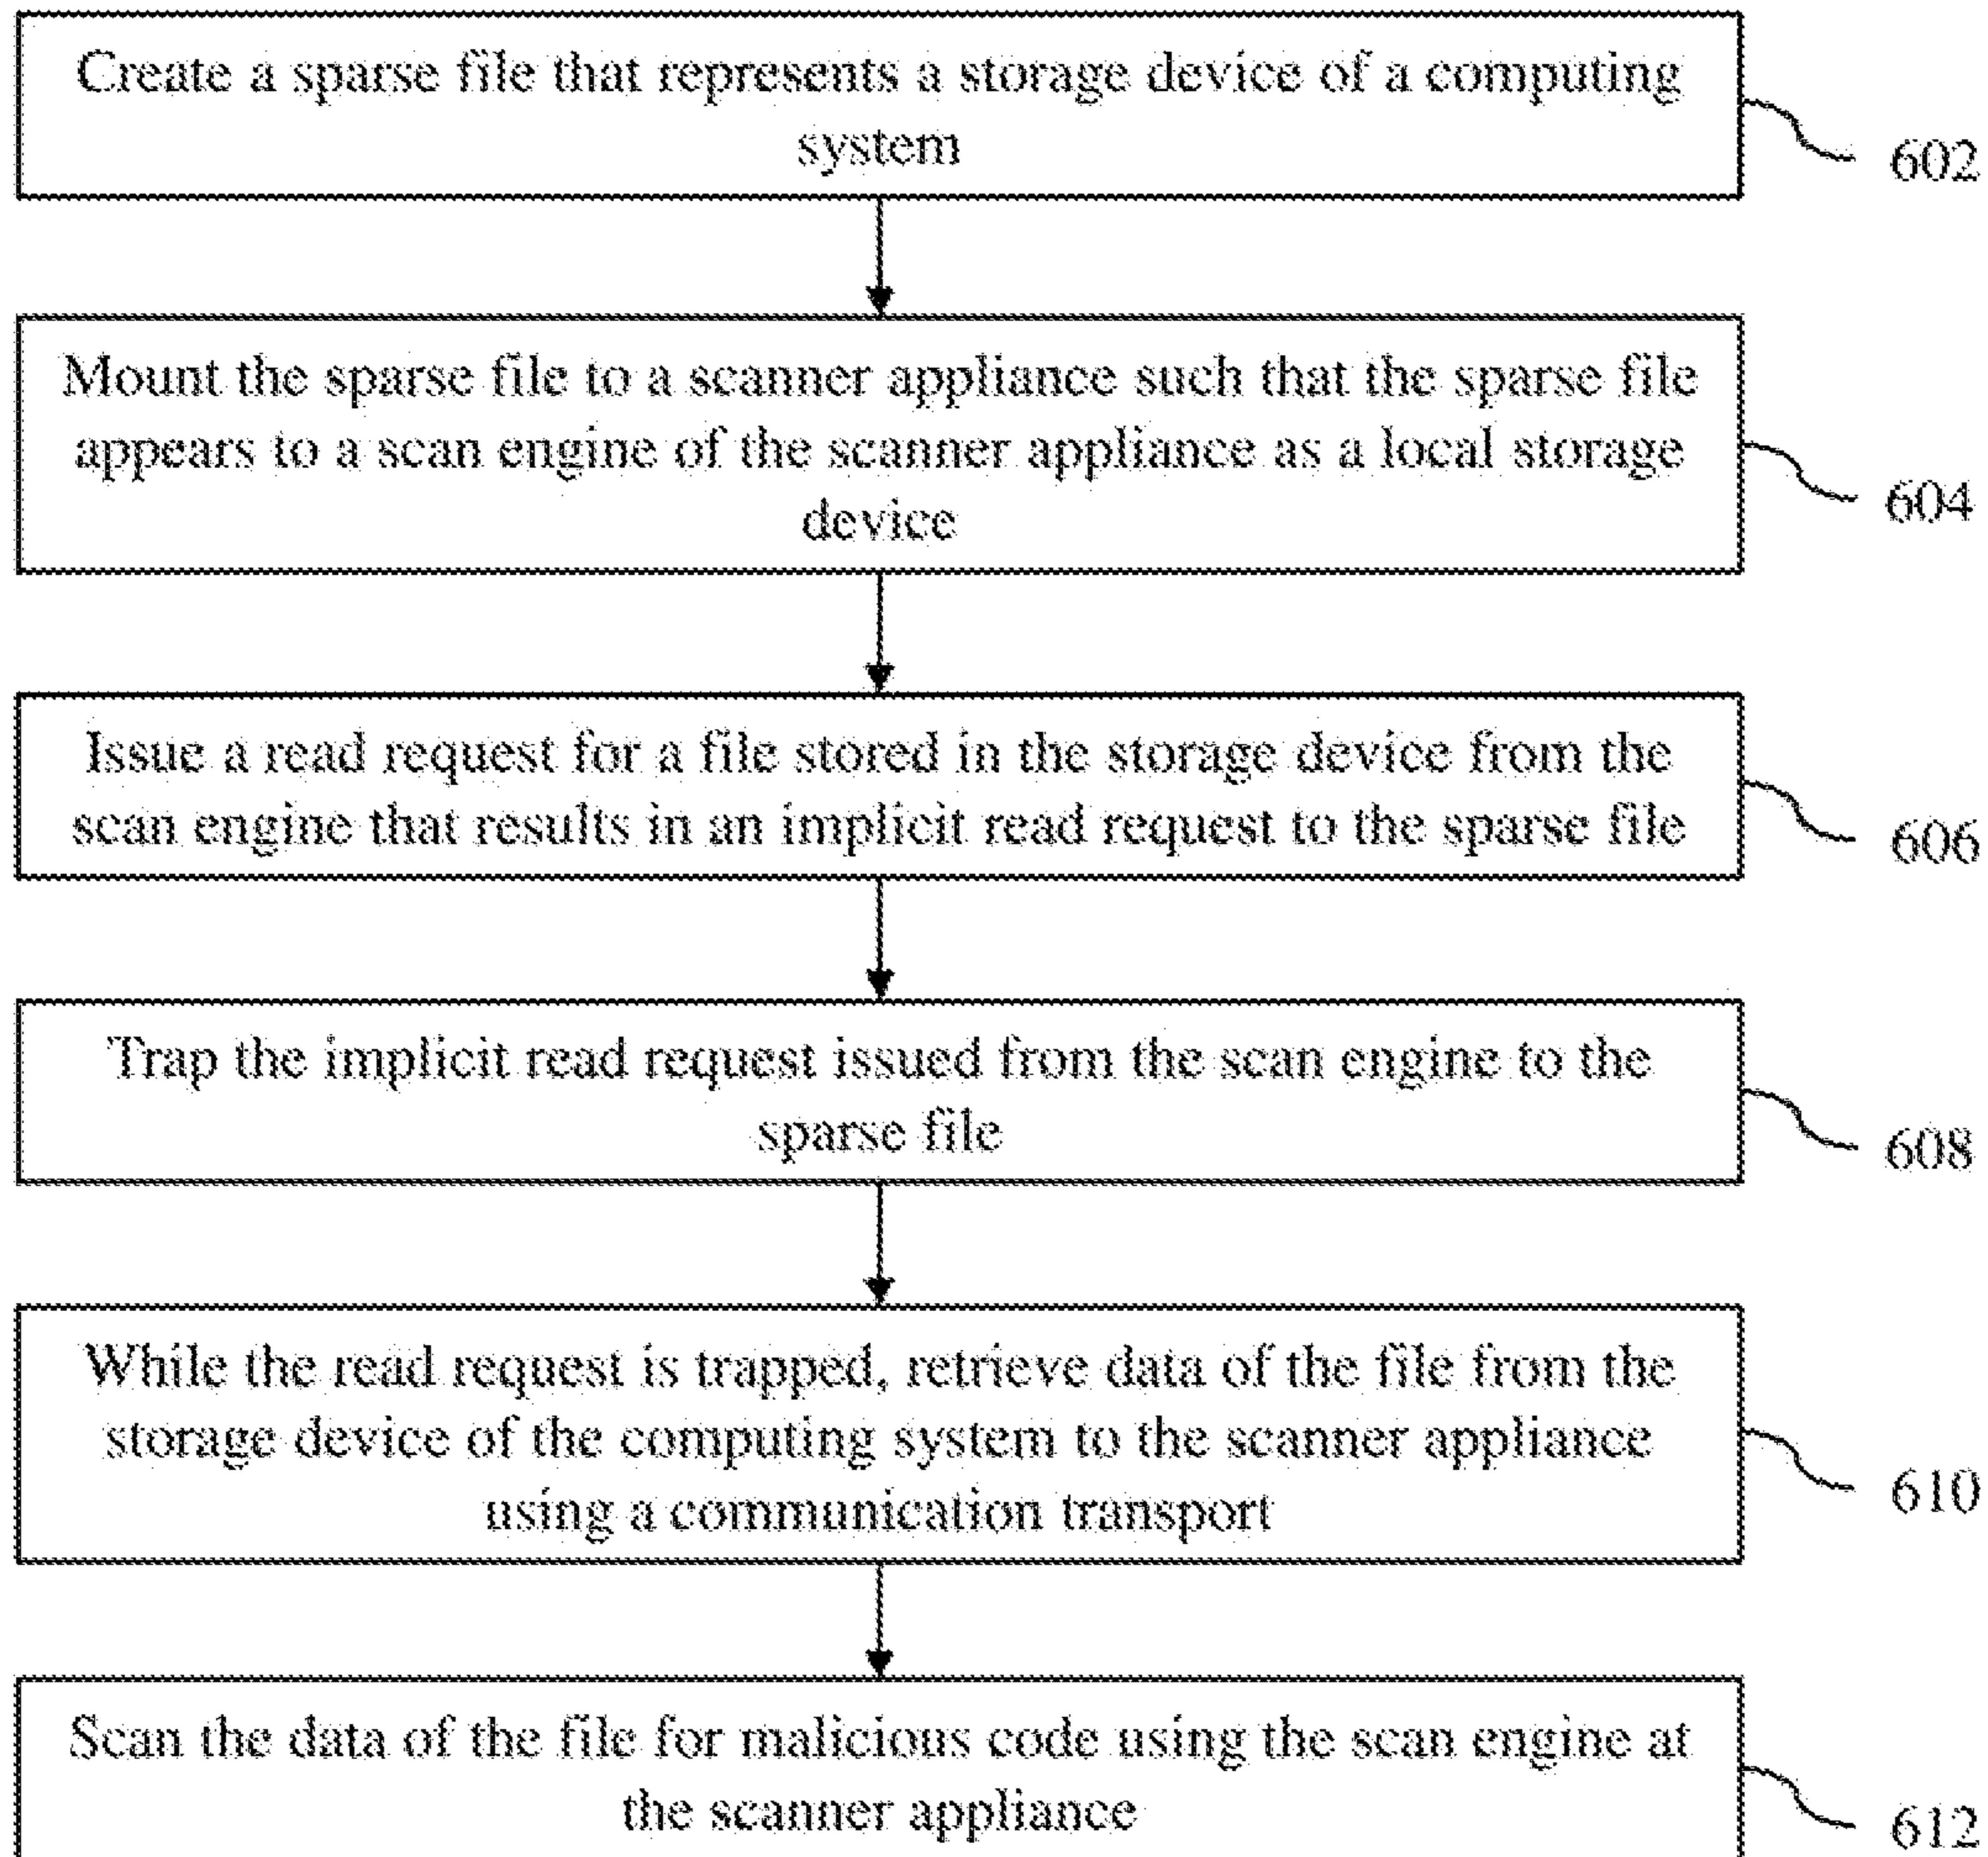 Create a sparse file that represents a storage device of a computing
system
602
Mount the sparse file to a scanner appliance such that the sparse file
appears to a scan engine of the scanner appliance as a local storage
device
604
Issue a read request for a file stored in the storage device from the
scan engine that results in an implicit read request to the sparse file
606
Trap the implicit read request issued from the scan engine to the
sparse file
608
While the read request is trapped, retrieve data of the file from the
storage device of the computing system to the scanner appliance
using a communication transport
610
Scan the data of the file for malicious code using the scan engine at
the scanner appliance
612